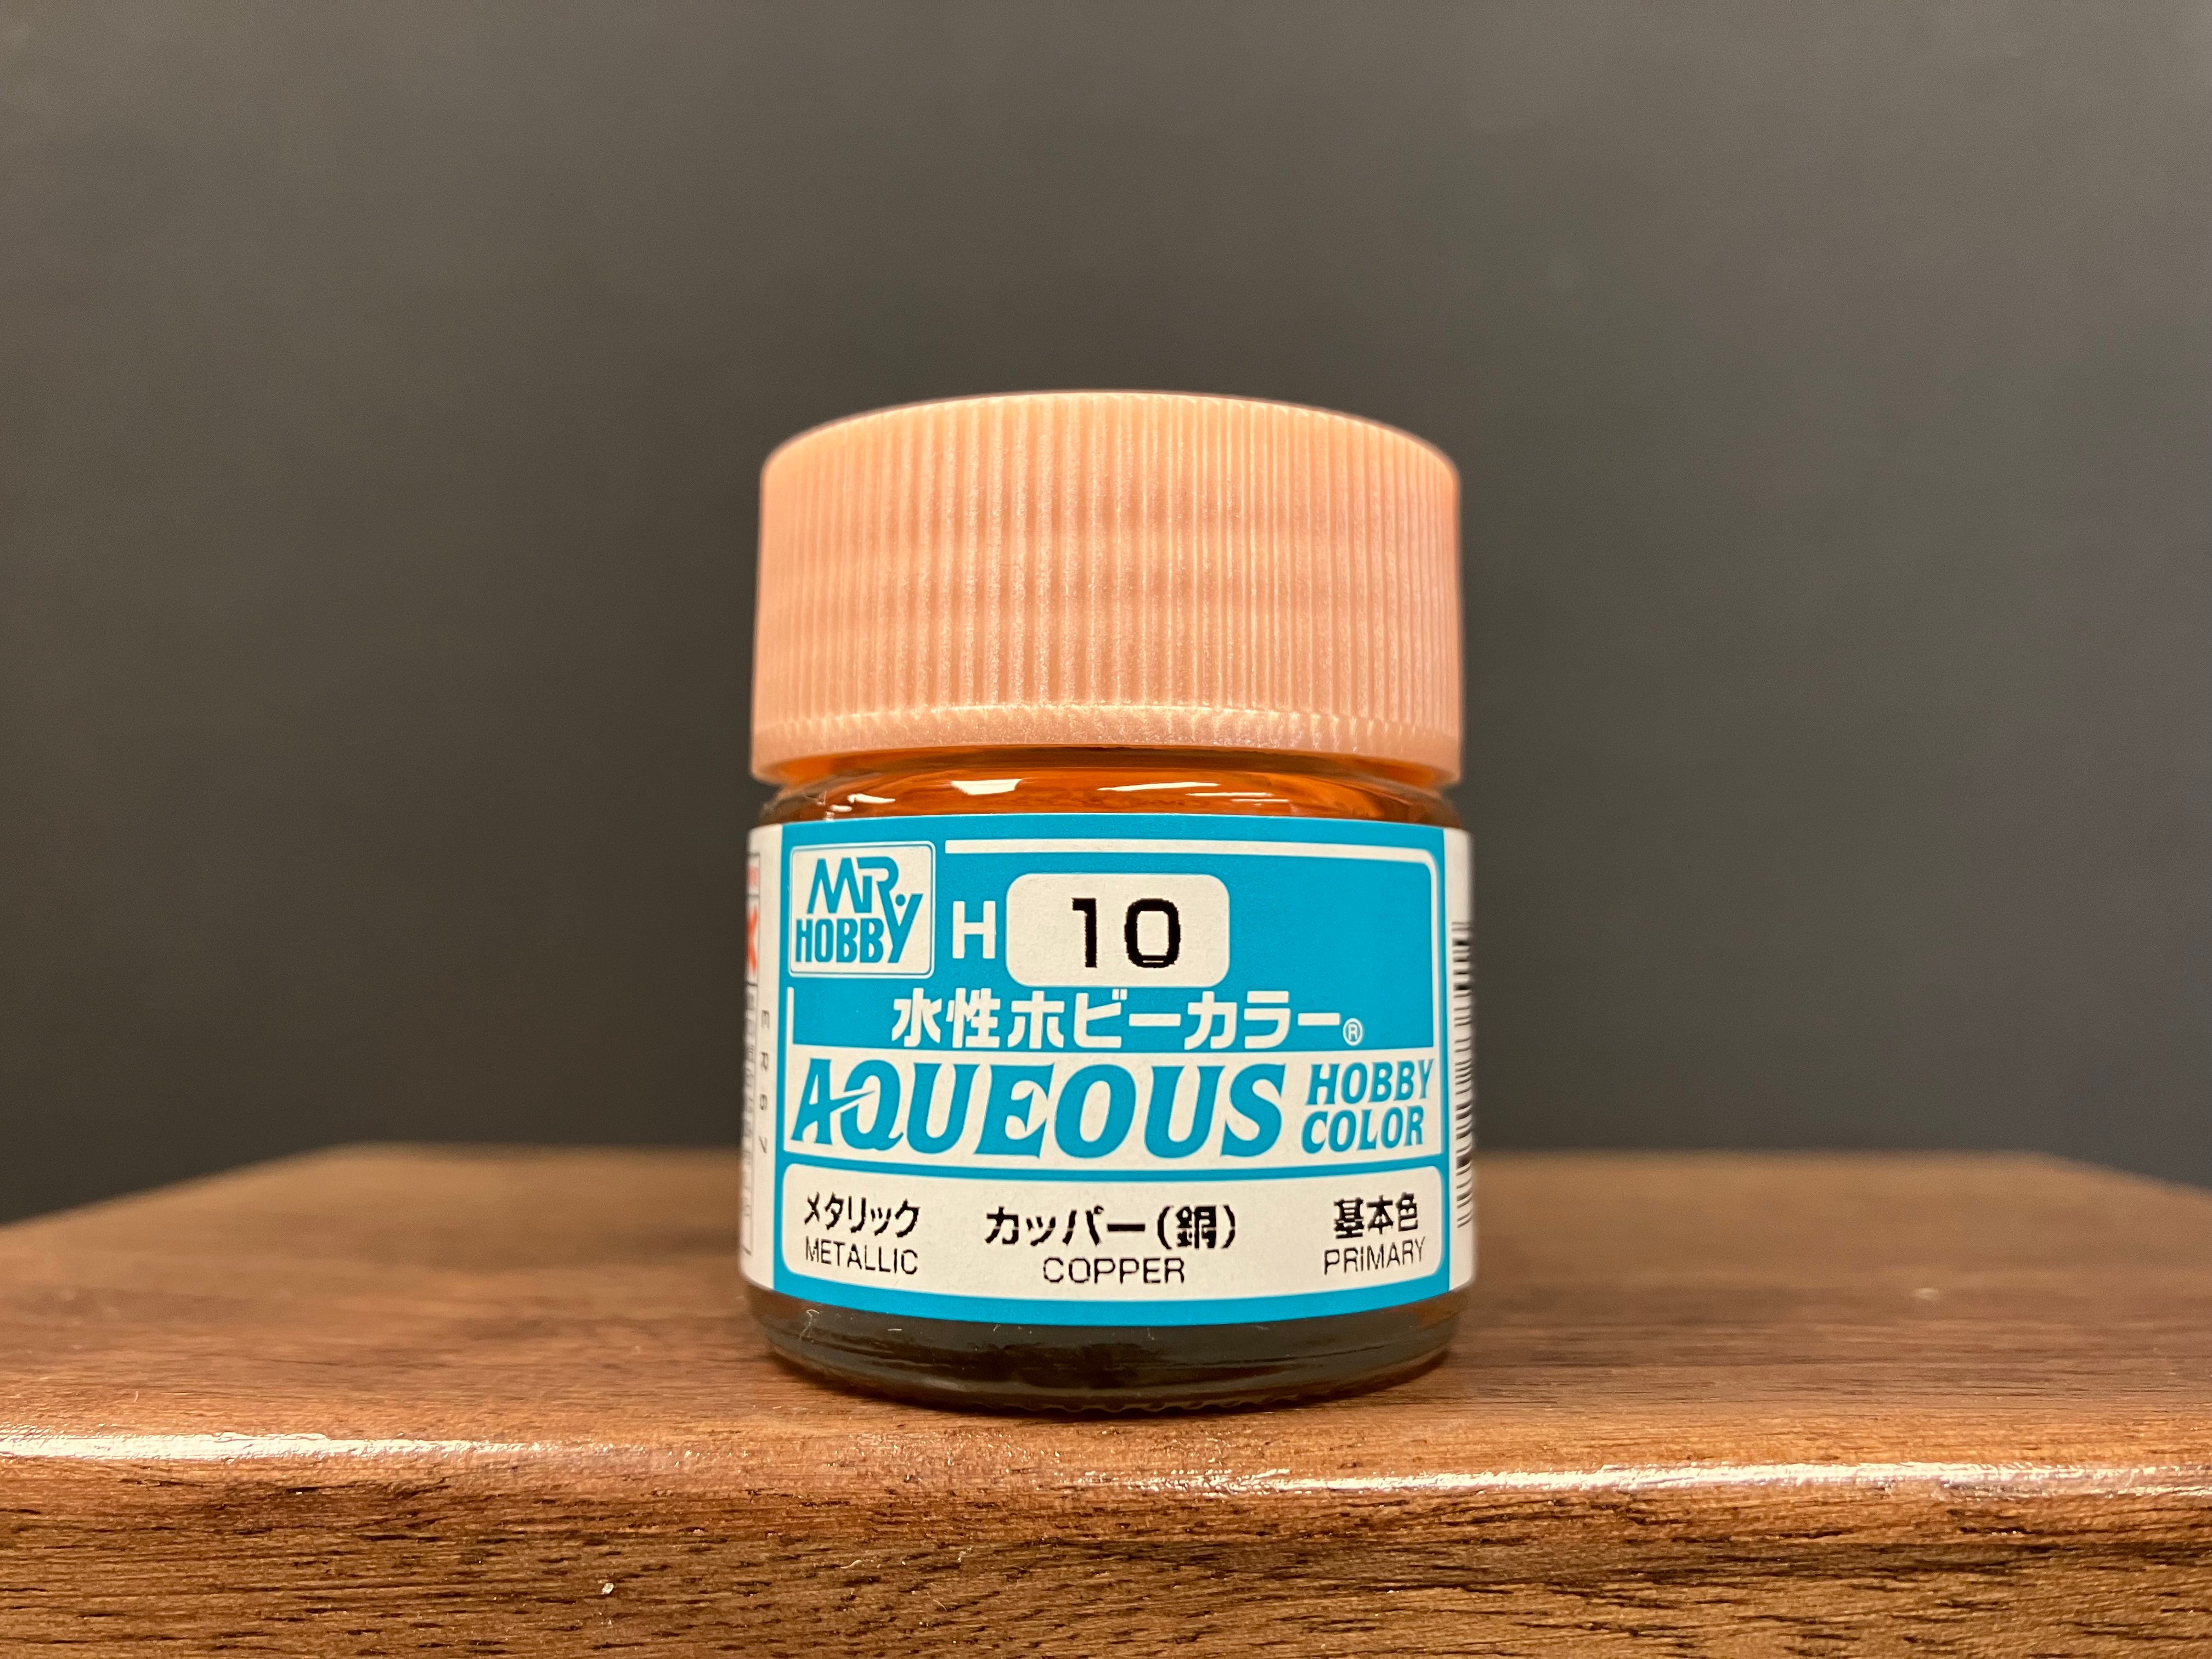 MR. HOBBY
H 10
水性ホビーカラー®
AQUEOUS HOBBY COLOR
メタリック カッパー(銅) 基本色
METALLIC COPPER PRIMARY
ER67